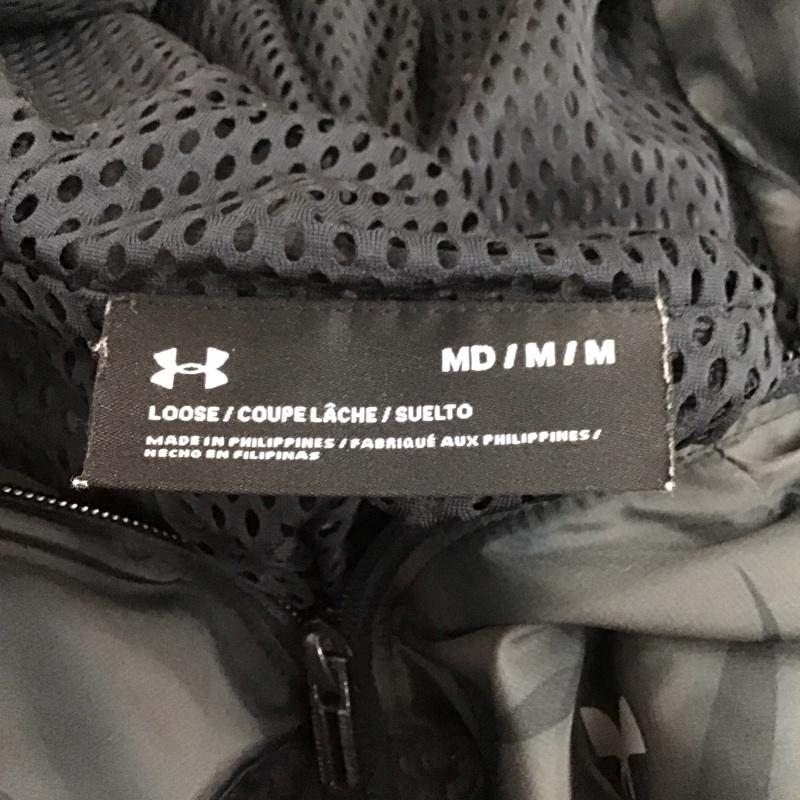 MD / M / M
LOOSE / COUPE LÂCHE / SUELTO
MADE IN PHILIPPINES / FABRIQUÉ AUX PHILIPPINES /
HECHO EN FILIPINAS